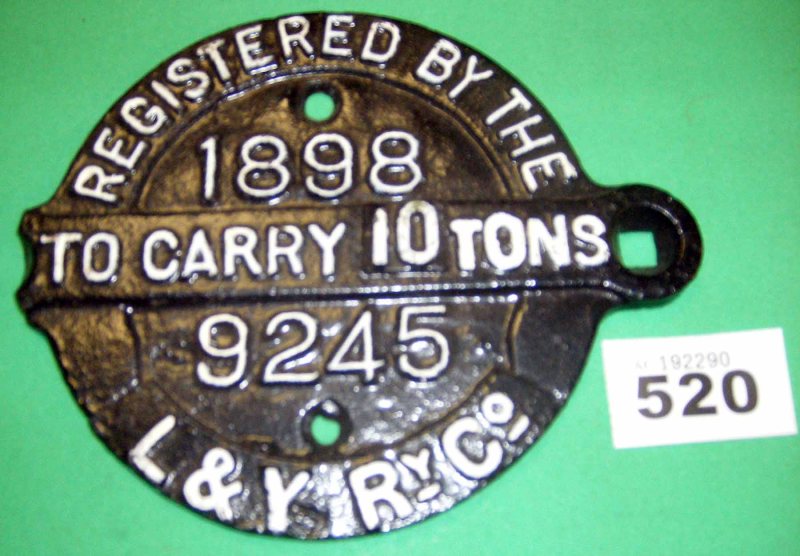 REGISTERED BY THE
1898
TO CARRY 10 TONS
9245
L & Y RY Co
192290
520